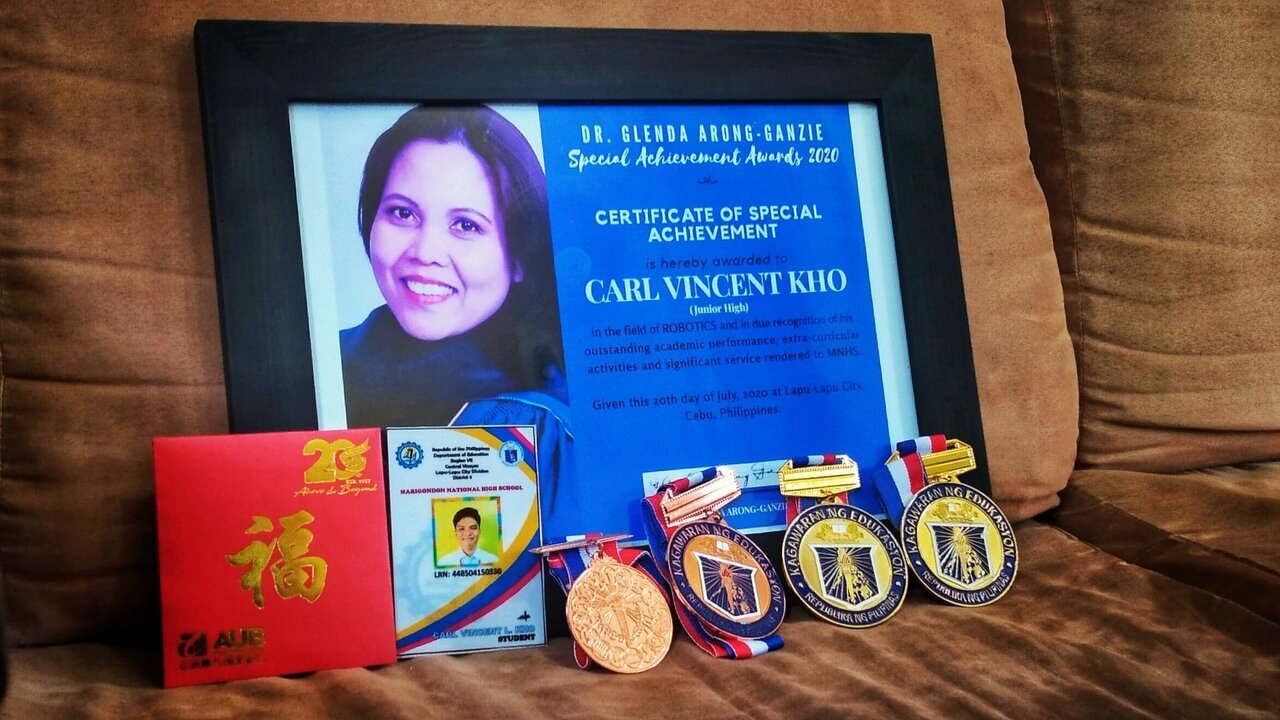 DR. GLENDA ARONG-GANZIE
Special Achievement Awards 2020
CERTIFICATE OF SPECIAL
ACHIEVEMENT
is hereby awarded to
CARL VINCENT KHO
(Junior High)
in the field of ROBOTICS and in due recognition of his
outstanding academic performance, extra-curricular
activities and significant service rendered to MNHS.
Given this 20th day of July, 2020 at Lapu-Lapu City,
Cebu, Philippines.
ARONG-GANZIE
20
EST. 1997
Above & Beyond
福
AUB
Republic of the Philippines
Department of Education
Region VII
Central Visayas
Lapu-Lapu City Division
District 6
MARIGONDON NATIONAL HIGH SCHOOL
LRN: 448504150330
CARL VINCENT L. KHO
STUDENT
KAGAWARAN NG EDUKASYON
REPUBLIKA NG PILIPINAS
KAGAWARAN NG EDUKASYON
REPUBLIKA NG PILIPINAS
KAGAWARAN NG EDUKASYON
REPUBLIKA NG PILIPINAS